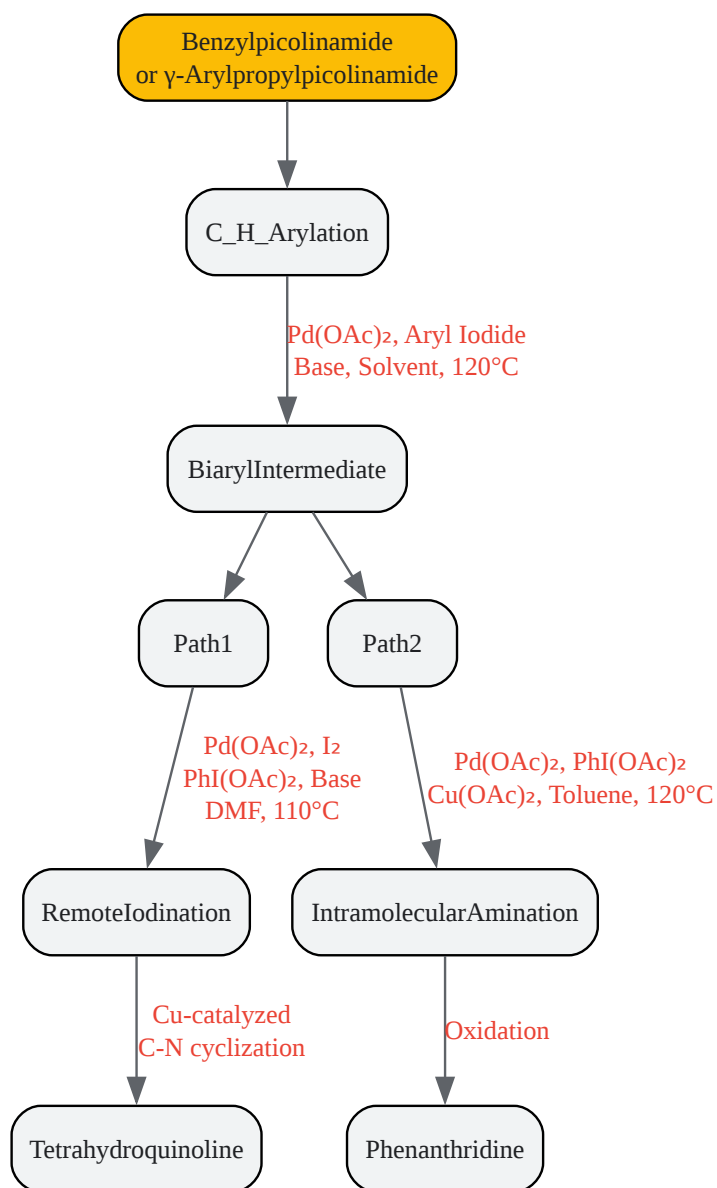 Benzylpicolinamide
or γ-Arylpropylpicolinamide
C_H_Arylation
Pd(OAc)₂, Aryl Iodide
Base, Solvent, 120°C
BiarylIntermediate
Path1
Path2
Pd(OAc)₂, I₂
PhI(OAc)₂, Base
DMF, 110°C
Pd(OAc)₂, PhI(OAc)₂
Cu(OAc)₂, Toluene, 120°C
RemoteIodination
IntramolecularAmination
Cu-catalyzed
C-N cyclization
Oxidation
Tetrahydroquinoline
Phenanthridine